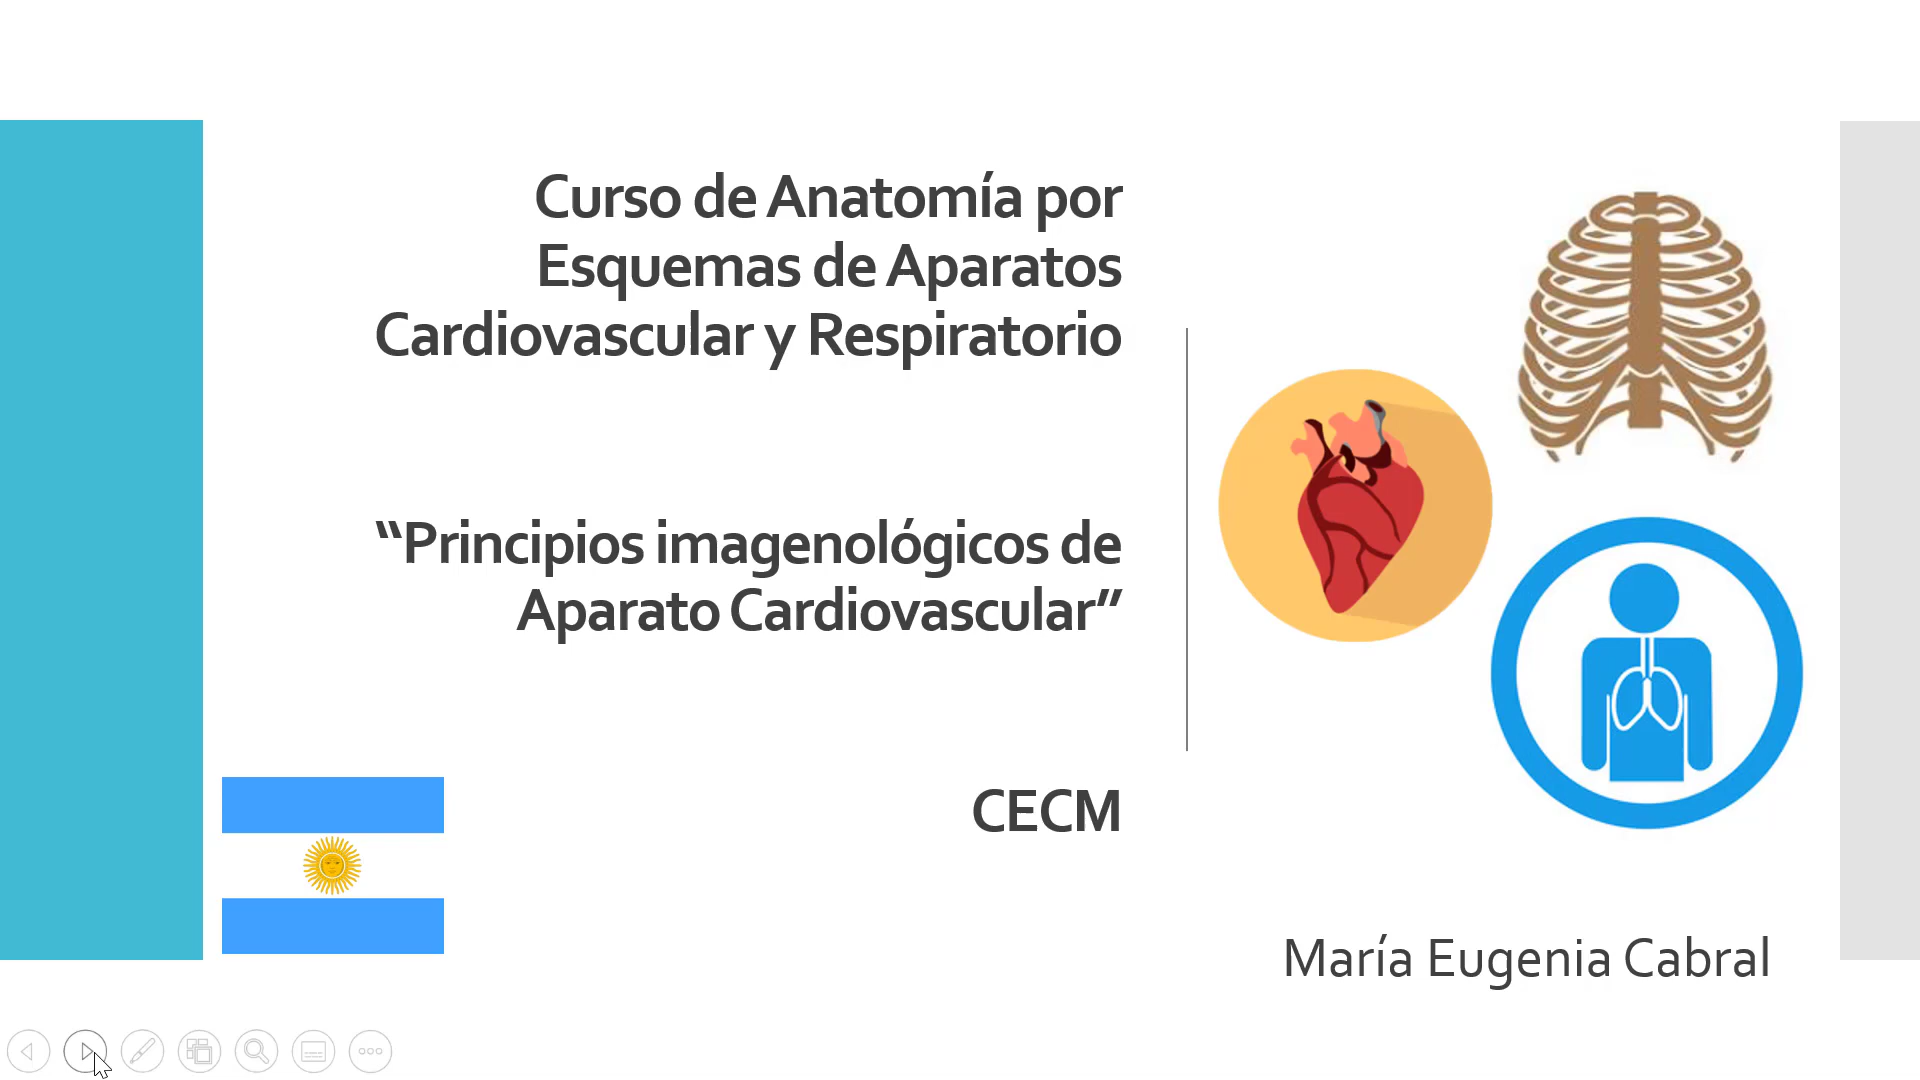 Curso de Anatomía por
Esquemas de Aparatos
Cardiovascular y Respiratorio
“Principios imagenológicos de
Aparato Cardiovascular”
CECM
María Eugenia Cabral